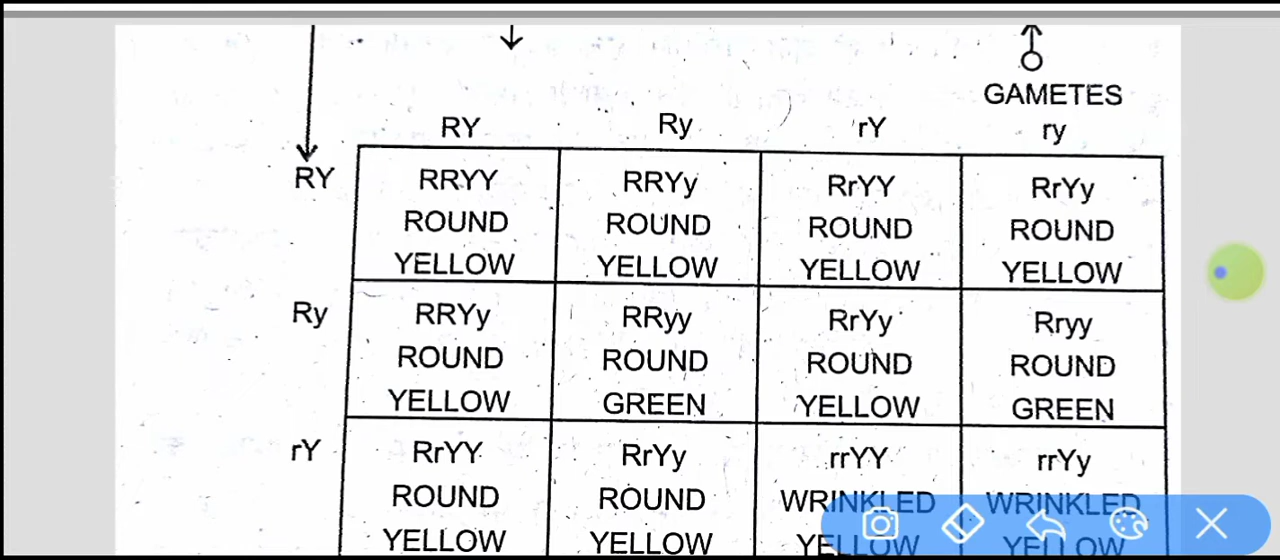 GAMETES
RY Ry rY ry
RY RRYY RRYy RrYY RrYy
ROUND ROUND ROUND ROUND
YELLOW YELLOW YELLOW YELLOW
Ry RRYy RRyy RrYy Rryy
ROUND ROUND ROUND ROUND
YELLOW GREEN YELLOW GREEN
rY RrYY RrYy rrYY rrYy
ROUND ROUND WRINKLED WRINKLED
YELLOW YELLOW YELLOW YELLOW